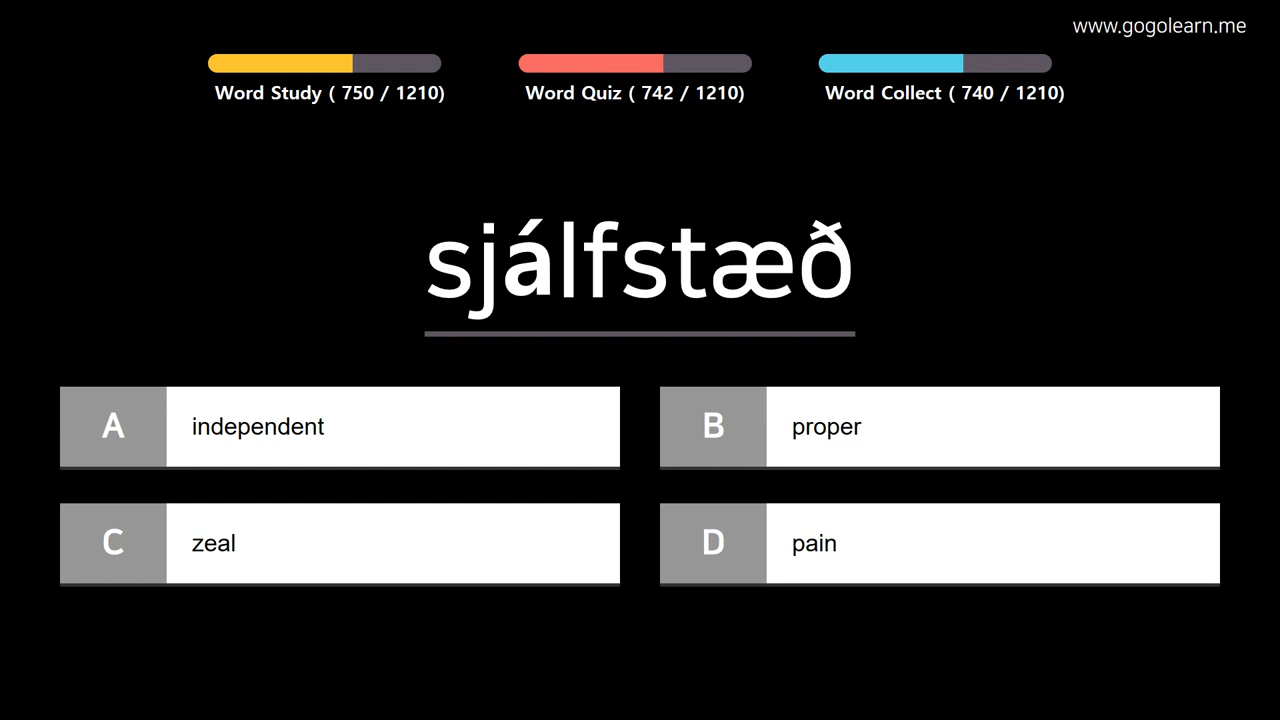 www.gogolearn.me
Word Study ( 750 / 1210)
Word Quiz ( 742 / 1210)
Word Collect ( 740 / 1210)
sjálfstæð
A independent
B proper
C zeal
D pain